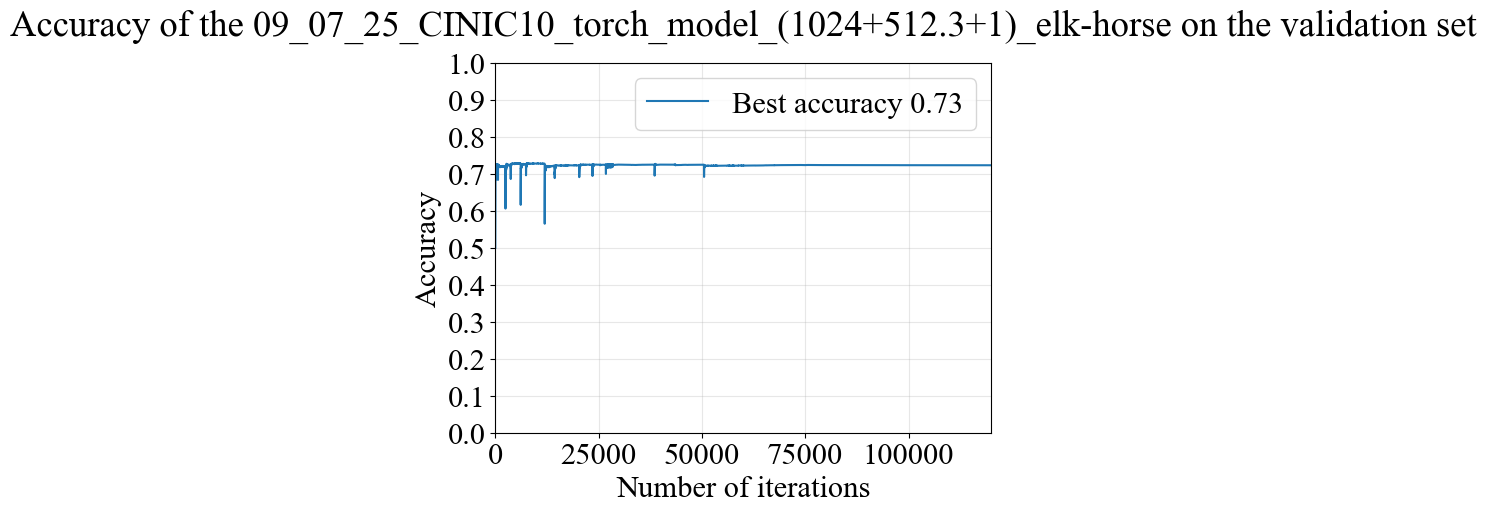 Accuracy of the 09_07_25_CINIC10_torch_model_(1024+512.3+1)_elk-horse on the validation set
1.0
0.9
0.8
0.7
0.6
0.5
0.4
0.3
0.2
0.1
0.0
Accuracy
Best accuracy 0.73
0 25000 50000 75000 100000
Number of iterations